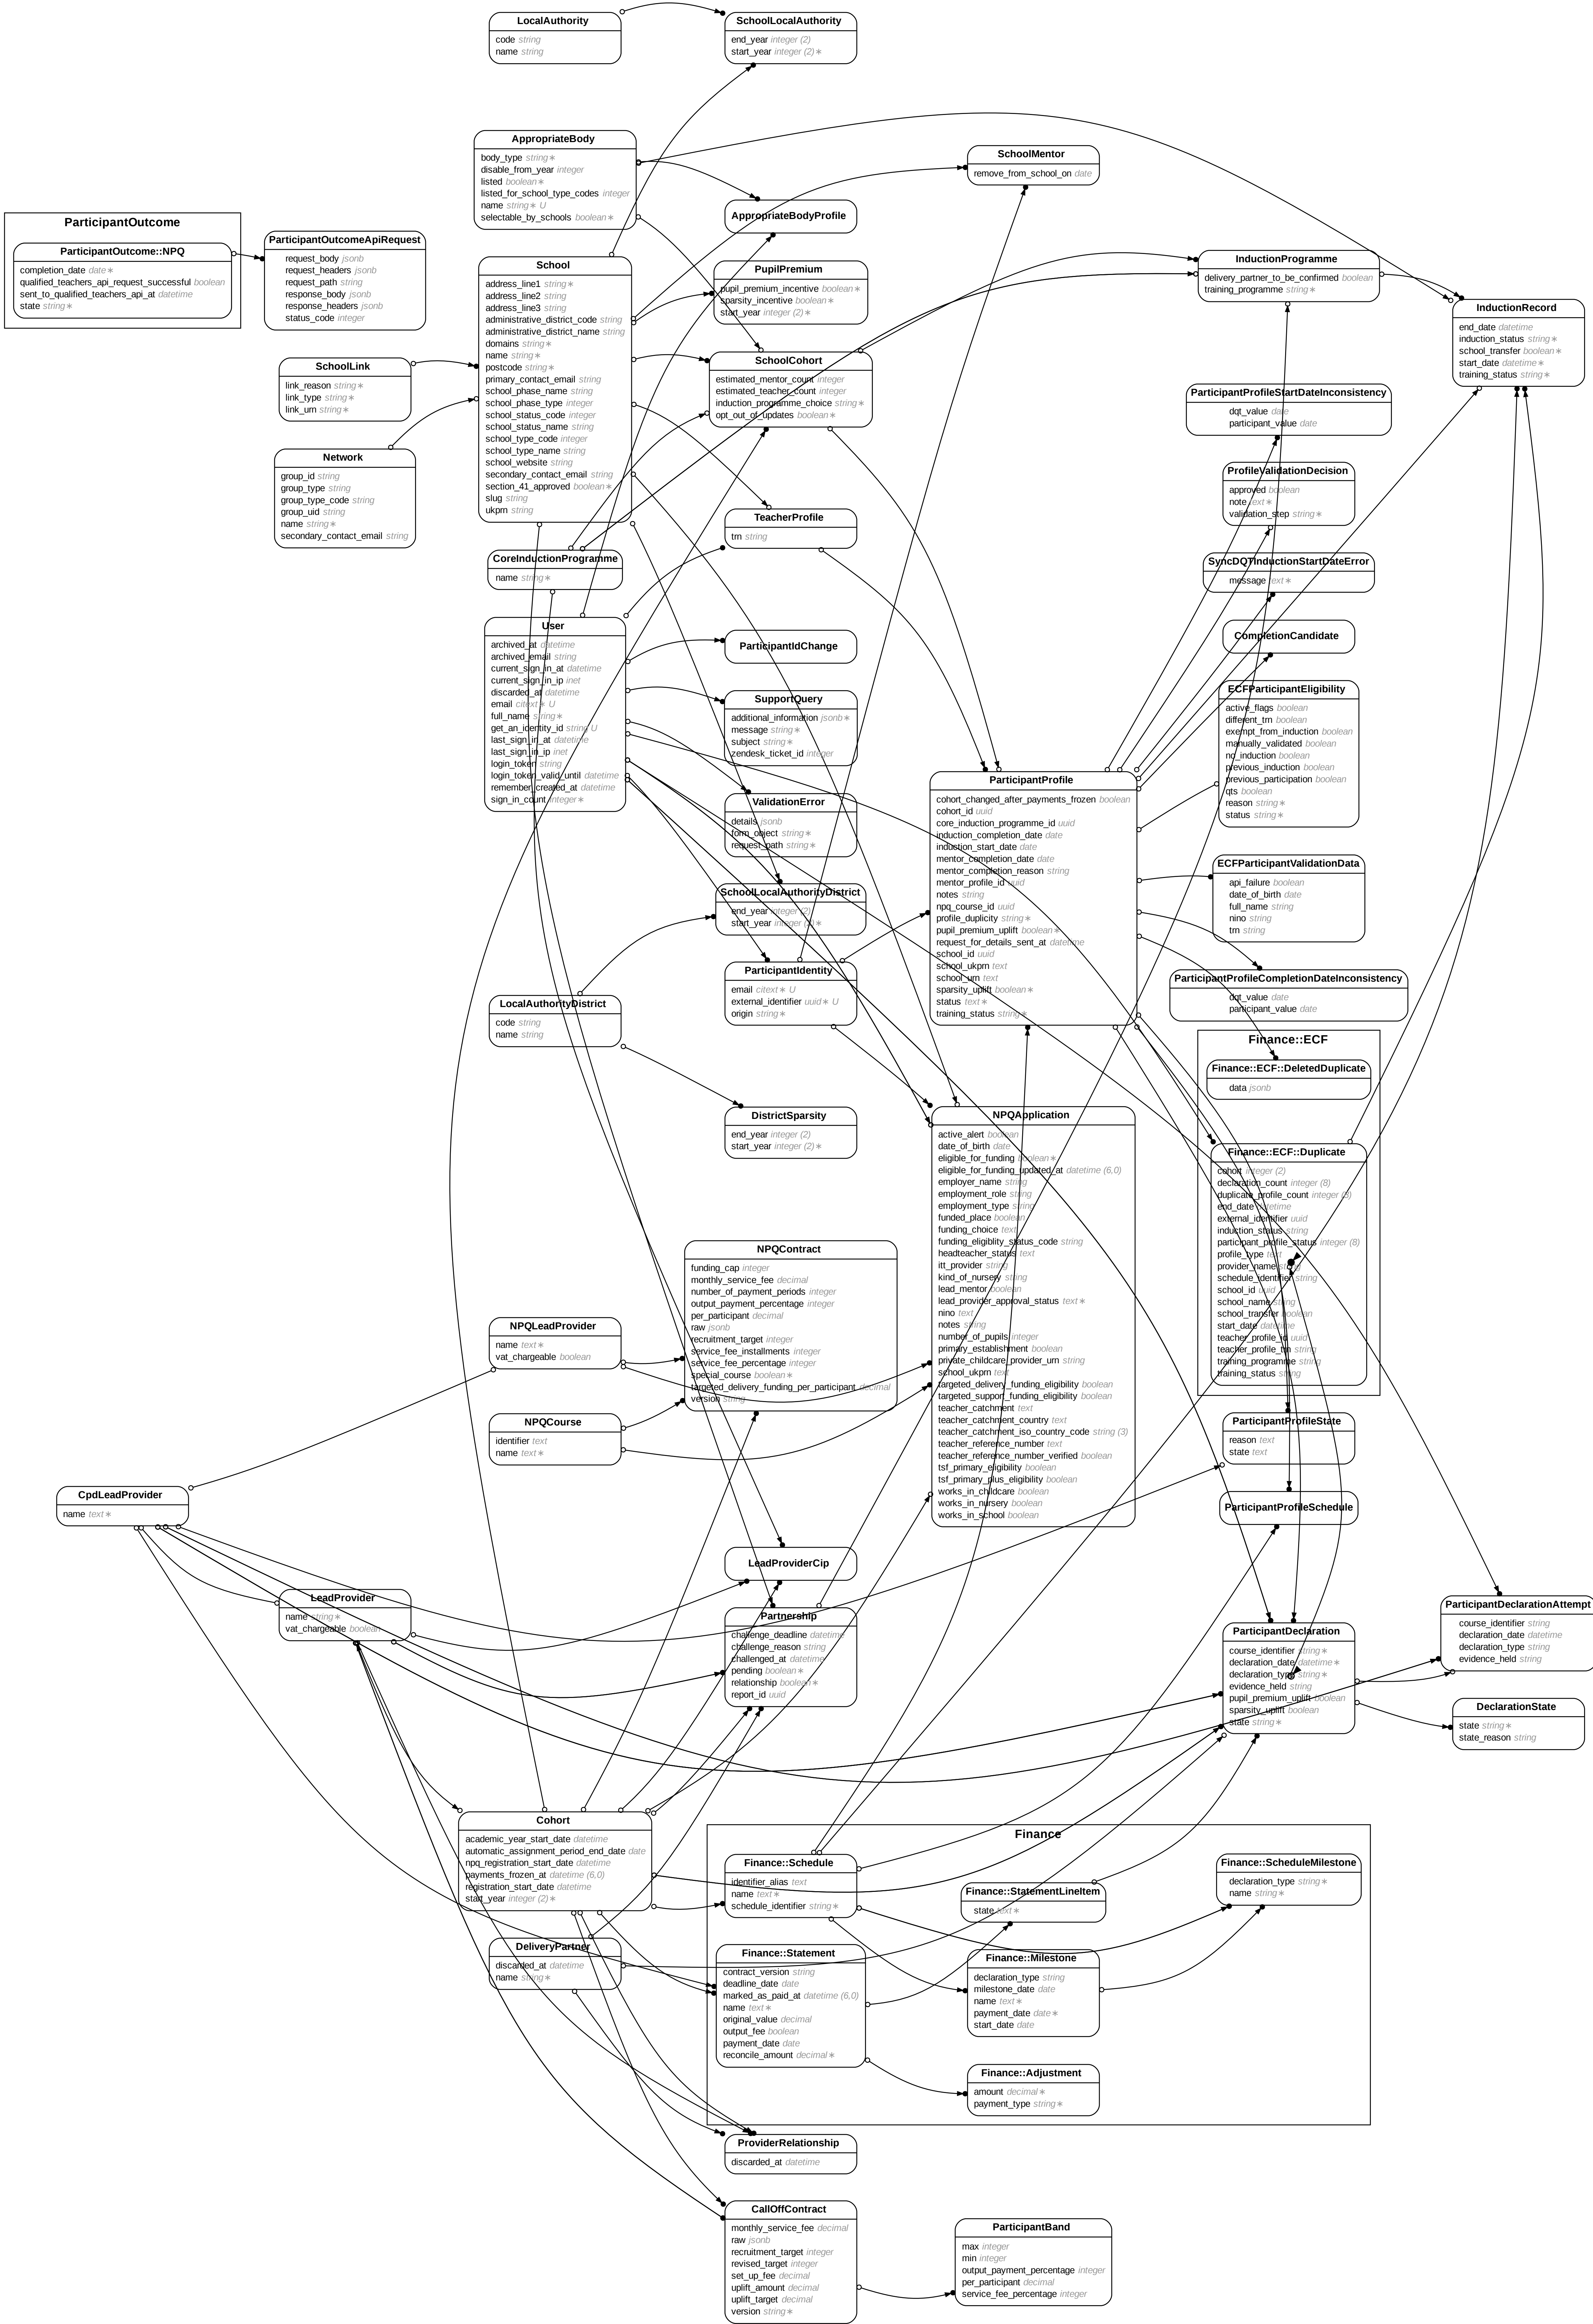 LocalAuthority
code string
name string
SchoolLocalAuthority
end_year integer (2)
start_year integer (2) ∗
AppropriateBody
body_type string ∗
disable_from_year integer
listed boolean ∗
listed_for_school_type_codes integer
name string ∗ U
selectable_by_schools boolean ∗
SchoolMentor
remove_from_school_on date
AppropriateBodyProfile
ParticipantOutcome
ParticipantOutcome::NPQ
completion_date date ∗
qualified_teachers_api_request_successful boolean
sent_to_qualified_teachers_api_at datetime
state string ∗
ParticipantOutcomeApiRequest
request_body jsonb
request_headers jsonb
request_path string
response_body jsonb
response_headers jsonb
status_code integer
School
address_line1 string ∗
address_line2 string
address_line3 string
administrative_district_code string
administrative_district_name string
domains string ∗
name string ∗
postcode string ∗
primary_contact_email string
school_phase_name string
school_phase_type integer
school_status_code integer
school_status_name string
school_type_code integer
school_type_name string
school_website string
secondary_contact_email string
section_41_approved boolean ∗
slug string
ukprn string
PupilPremium
pupil_premium_incentive boolean ∗
sparsity_incentive boolean ∗
start_year integer (2) ∗
InductionProgramme
delivery_partner_to_be_confirmed boolean
training_programme string ∗
InductionRecord
end_date datetime
induction_status string ∗
school_transfer boolean ∗
start_date datetime ∗
training_status string ∗
SchoolLink
link_reason string ∗
link_type string ∗
link_urn string ∗
SchoolCohort
estimated_mentor_count integer
estimated_teacher_count integer
induction_programme_choice string ∗
opt_out_of_updates boolean ∗
ParticipantProfileStartDateInconsistency
dqt_value date
participant_value date
Network
group_id string
group_type string
group_type_code string
group_uid string
name string ∗
secondary_contact_email string
ProfileValidationDecision
approved boolean
note text ∗
validation_step string ∗
TeacherProfile
trn string
CoreInductionProgramme
name string ∗
SyncDQTInductionStartDateError
message text ∗
User
archived_at datetime
archived_email string
current_sign_in_at datetime
current_sign_in_ip inet
discarded_at datetime
email citext ∗ U
full_name string ∗
get_an_identity_id string U
last_sign_in_at datetime
last_sign_in_ip inet
login_token string
login_token_valid_until datetime
remember_created_at datetime
sign_in_count integer ∗
ParticipantIdChange
CompletionCandidate
SupportQuery
additional_information jsonb ∗
message string ∗
subject string ∗
zendesk_ticket_id integer
ECFParticipantEligibility
active_flags boolean
different_trn boolean
exempt_from_induction boolean
manually_validated boolean
no_induction boolean
previous_induction boolean
previous_participation boolean
qts boolean
reason string ∗
status string ∗
ParticipantProfile
cohort_changed_after_payments_frozen boolean
cohort_id uuid
core_induction_programme_id uuid
induction_completion_date date
induction_start_date date
mentor_completion_date date
mentor_completion_reason string
mentor_profile_id uuid
notes string
npq_course_id uuid
profile_duplicity string ∗
pupil_premium_uplift boolean ∗
request_for_details_sent_at datetime
school_id uuid
school_ukprn text
school_urn text
sparsity_uplift boolean ∗
status text ∗
training_status string ∗
ValidationError
details jsonb
form_object string ∗
request_path string ∗
ECFParticipantValidationData
api_failure boolean
date_of_birth date
full_name string
nino string
trn string
SchoolLocalAuthorityDistrict
end_year integer (2)
start_year integer (2) ∗
ParticipantIdentity
email citext ∗ U
external_identifier uuid ∗ U
origin string ∗
ParticipantProfileCompletionDateInconsistency
dqt_value date
participant_value date
LocalAuthorityDistrict
code string
name string
Finance::ECF
Finance::ECF::DeletedDuplicate
data jsonb
DistrictSparsity
end_year integer (2)
start_year integer (2) ∗
NPQApplication
active_alert boolean
date_of_birth date
eligible_for_funding boolean ∗
eligible_for_funding_updated_at datetime (6,0)
employer_name string
employment_role string
employment_type string
funded_place boolean
funding_choice text
funding_eligiblity_status_code string
headteacher_status text
itt_provider string
kind_of_nursery string
lead_mentor boolean
lead_provider_approval_status text ∗
nino text
notes string
number_of_pupils integer
primary_establishment boolean
private_childcare_provider_urn string
school_ukprn text
targeted_delivery_funding_eligibility boolean
targeted_support_funding_eligibility boolean
teacher_catchment text
teacher_catchment_country text
teacher_catchment_iso_country_code string (3)
teacher_reference_number text
teacher_reference_number_verified boolean
tsf_primary_eligibility boolean
tsf_primary_plus_eligibility boolean
works_in_childcare boolean
works_in_nursery boolean
works_in_school boolean
Finance::ECF::Duplicate
cohort integer (2)
declaration_count integer (8)
duplicate_profile_count integer (8)
end_date datetime
external_identifier uuid
induction_status string
participant_profile_status integer (8)
profile_type text
provider_name string
schedule_identifier string
school_id uuid
school_name string
school_transfer boolean
start_date datetime
teacher_profile_id uuid
teacher_profile_trn string
training_programme string
training_status string
NPQContract
funding_cap integer
monthly_service_fee decimal
number_of_payment_periods integer
output_payment_percentage integer
per_participant decimal
raw jsonb
recruitment_target integer
service_fee_installments integer
service_fee_percentage integer
special_course boolean ∗
targeted_delivery_funding_per_participant decimal
version string
NPQLeadProvider
name text ∗
vat_chargeable boolean
NPQCourse
identifier text
name text ∗
ParticipantProfileState
reason text
state text
CpdLeadProvider
name text ∗
ParticipantProfileSchedule
LeadProviderCip
LeadProvider
name string ∗
vat_chargeable boolean
Partnership
challenge_deadline datetime
challenge_reason string
challenged_at datetime
pending boolean ∗
relationship boolean ∗
report_id uuid
ParticipantDeclaration
course_identifier string ∗
declaration_date datetime ∗
declaration_type string ∗
evidence_held string
pupil_premium_uplift boolean
sparsity_uplift boolean
state string ∗
ParticipantDeclarationAttempt
course_identifier string
declaration_date datetime
declaration_type string
evidence_held string
DeclarationState
state string ∗
state_reason string
Cohort
academic_year_start_date datetime
automatic_assignment_period_end_date date
npq_registration_start_date datetime
payments_frozen_at datetime (6,0)
registration_start_date datetime
start_year integer (2) ∗
Finance
Finance::Schedule
identifier_alias text
name text ∗
schedule_identifier string ∗
Finance::StatementLineItem
state text ∗
Finance::ScheduleMilestone
declaration_type string ∗
name string ∗
DeliveryPartner
discarded_at datetime
name string ∗
Finance::Statement
contract_version string
deadline_date date
marked_as_paid_at datetime (6,0)
name text ∗
original_value decimal
output_fee boolean
payment_date date
reconcile_amount decimal ∗
Finance::Milestone
declaration_type string
milestone_date date
name text ∗
payment_date date ∗
start_date date
Finance::Adjustment
amount decimal ∗
payment_type string ∗
ProviderRelationship
discarded_at datetime
CallOffContract
monthly_service_fee decimal
raw jsonb
recruitment_target integer
revised_target integer
set_up_fee decimal
uplift_amount decimal
uplift_target decimal
version string ∗
ParticipantBand
max integer
min integer
output_payment_percentage integer
per_participant decimal
service_fee_percentage integer